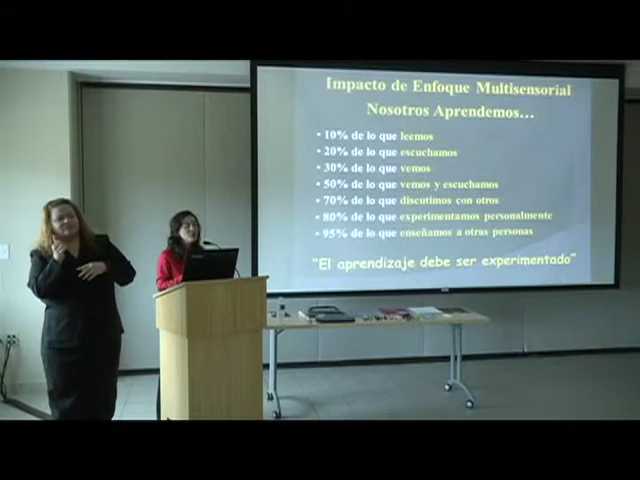 Impacto de Enfoque Multisensorial
Nosotros Aprendemos…
• 10% de lo que leemos
• 20% de lo que escuchamos
• 30% de lo que vemos
• 50% de lo que vemos y escuchamos
• 70% de lo que discutimos con otros
• 80% de lo que experimentamos personalmente
• 95% de lo que enseñamos a otras personas
"El aprendizaje debe ser experimentado"